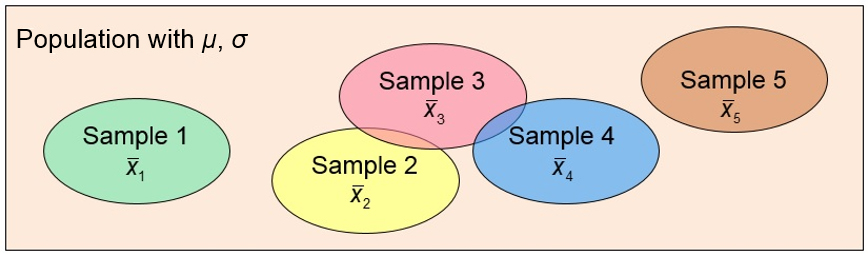 Population with μ, σ
Sample 1
x̅₁
Sample 2
x̅₂
Sample 3
x̅₃
Sample 4
x̅₄
Sample 5
x̅₅